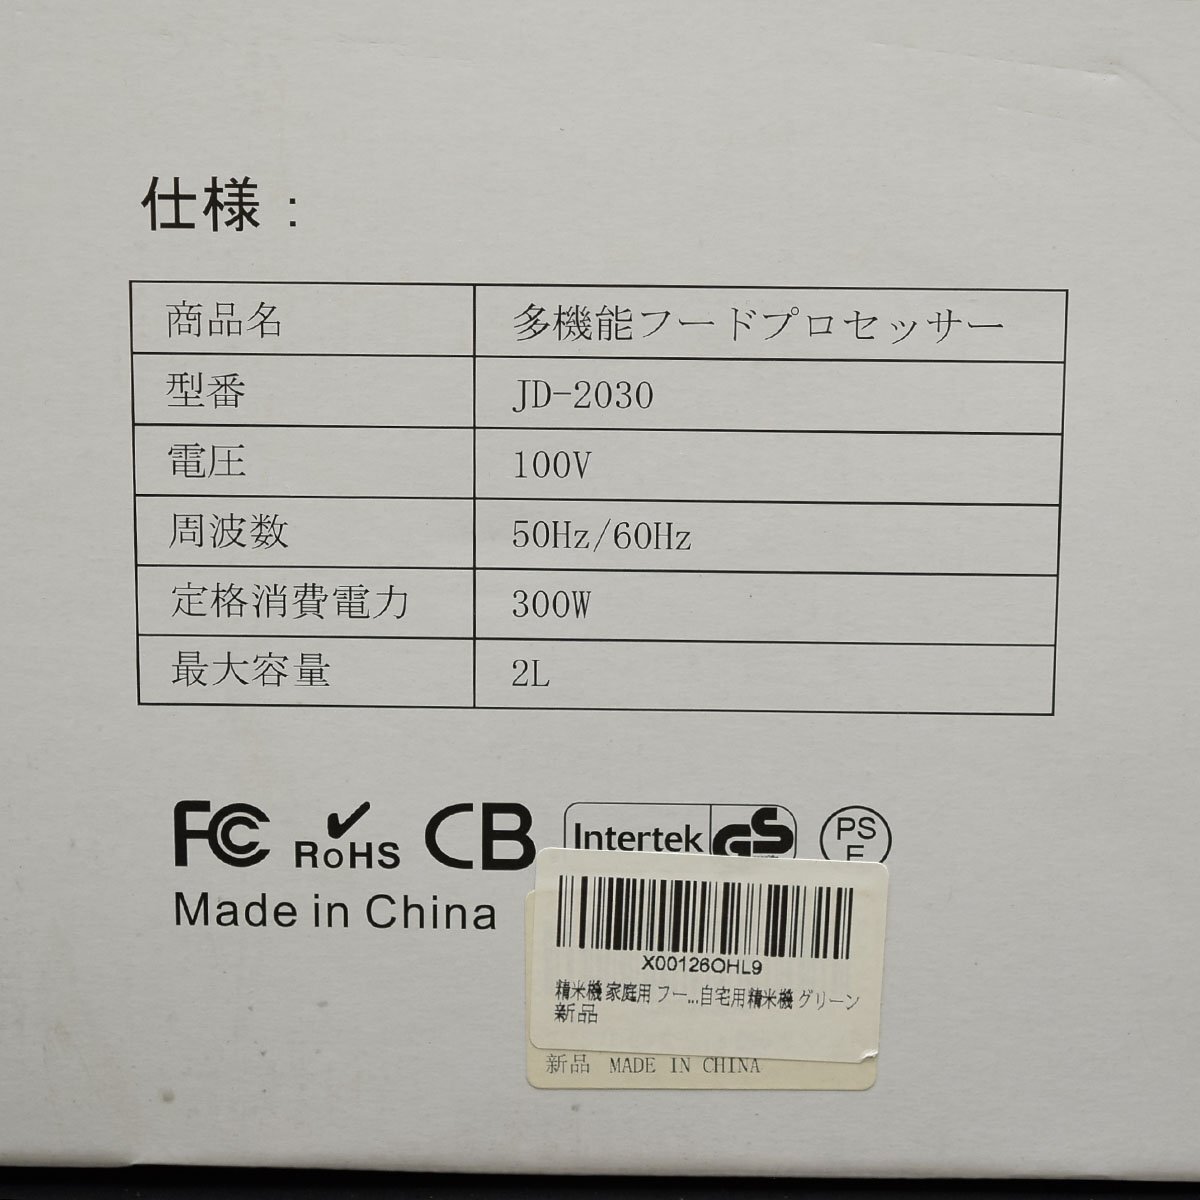 仕様：
商品名 多機能フードプロセッサー
型番 JD-2030
電圧 100V
周波数 50Hz/60Hz
定格消費電力 300W
最大容量 2L
FC RoHS CB Intertek GS PS E
Made in China
X00126OHL9
精米機 家庭用 フー...自宅用精米機 グリーン
新品
新品 MADE IN CHINA